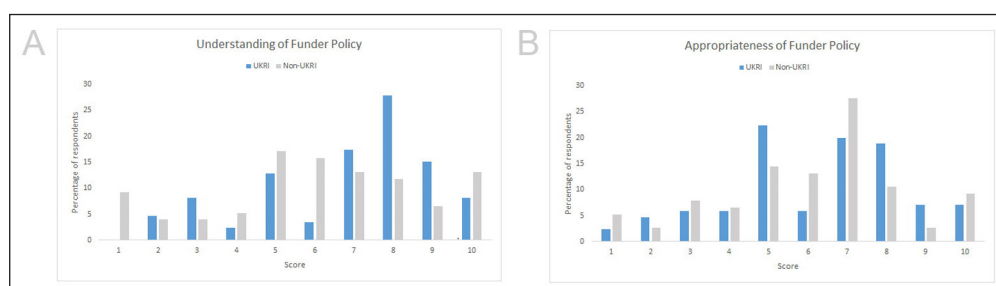 A
Understanding of Funder Policy
UKRI Non-UKRI
Percentage of respondents
30
25
20
15
10
5
0
1 2 3 4 5 6 7 8 9 10
Score
B
Appropriateness of Funder Policy
UKRI Non-UKRI
Percentage of respondents
30
25
20
15
10
5
0
1 2 3 4 5 6 7 8 9 10
Score